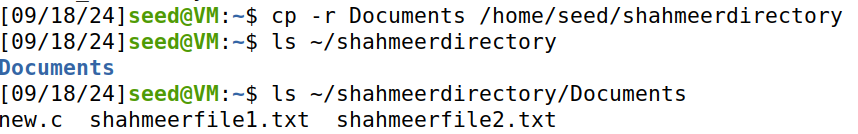 [09/18/24]seed@VM:~$ cp -r Documents /home/seed/shahmeerdirectory
[09/18/24]seed@VM:~$ ls ~/shahmeerdirectory
Documents
[09/18/24]seed@VM:~$ ls ~/shahmeerdirectory/Documents
new.c  shahmeerfile1.txt  shahmeerfile2.txt